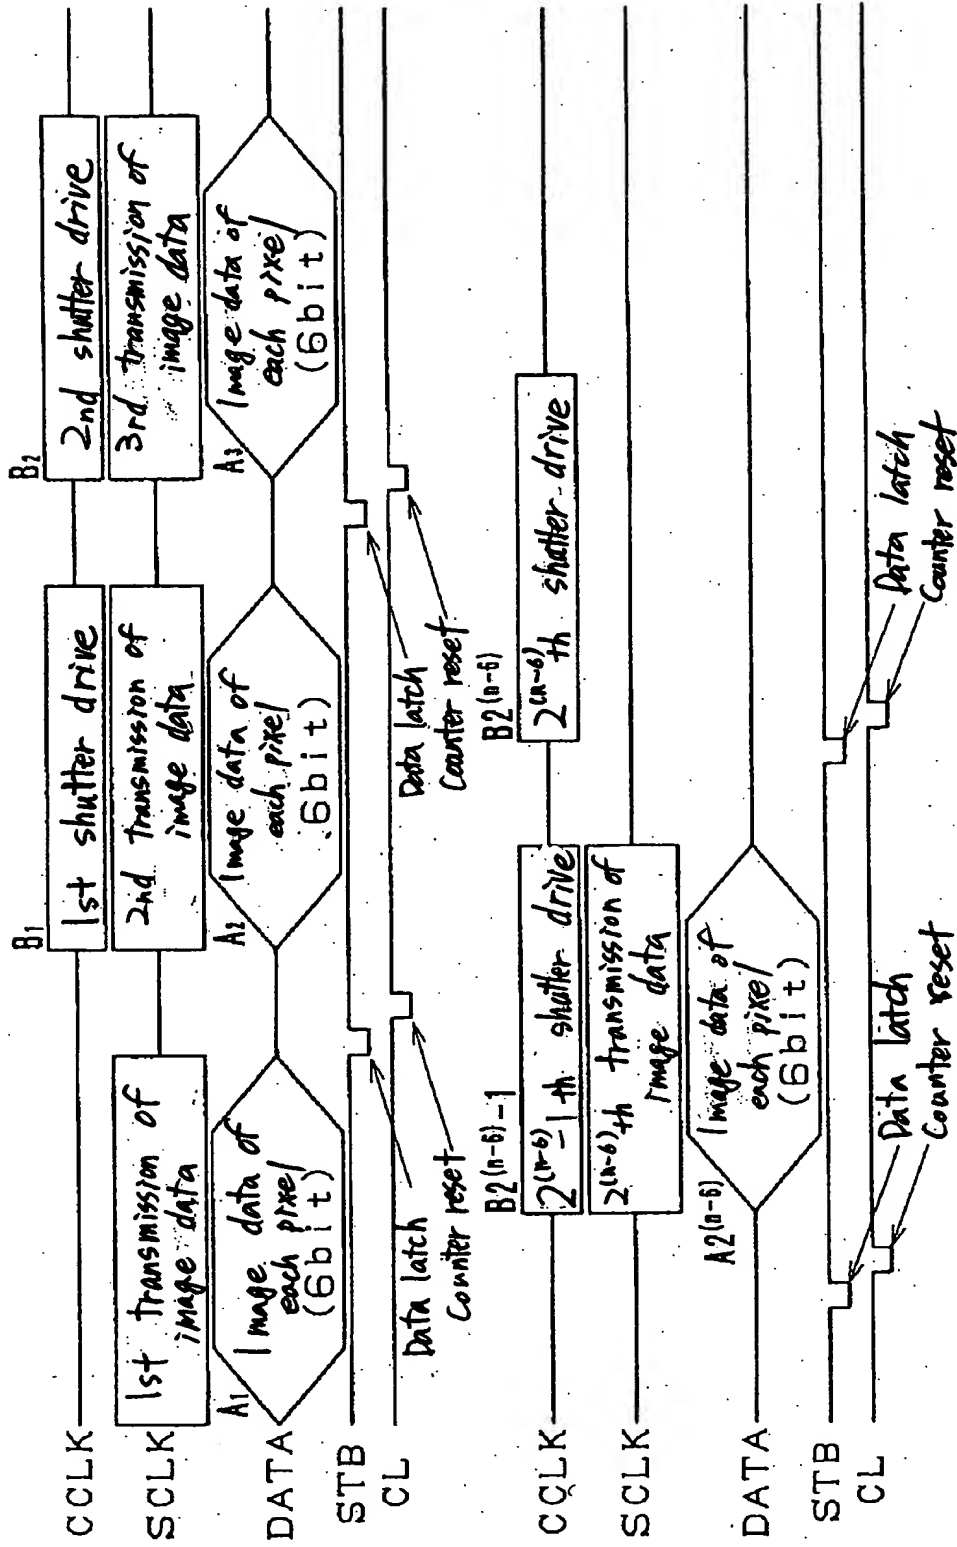 CCLK
B1
1st shutter drive
B2
2nd shutter drive
SCLK
1st transmission of
image data
2nd transmission of
image data
3rd transmission of
image data
DATA
A1
Image data of
each pixel
(6bit)
A2
Image data of
each pixel
6bit)
A3
Image data of
each pixel
(6bit)
STB
CL
Data latch
Counter reset
Data latch
Counter reset
CCLK
B2(n-6)-1
2(n-6)-1th shutter drive
B2(n-6)
2(n-6)th shutter drive
SCLK
2(n-6)th transmission of
image data
DATA
A2(n-6)
Image data of
each pixel
(6bit)
STB
CL
Data latch
Counter reset
Data latch
Counter reset